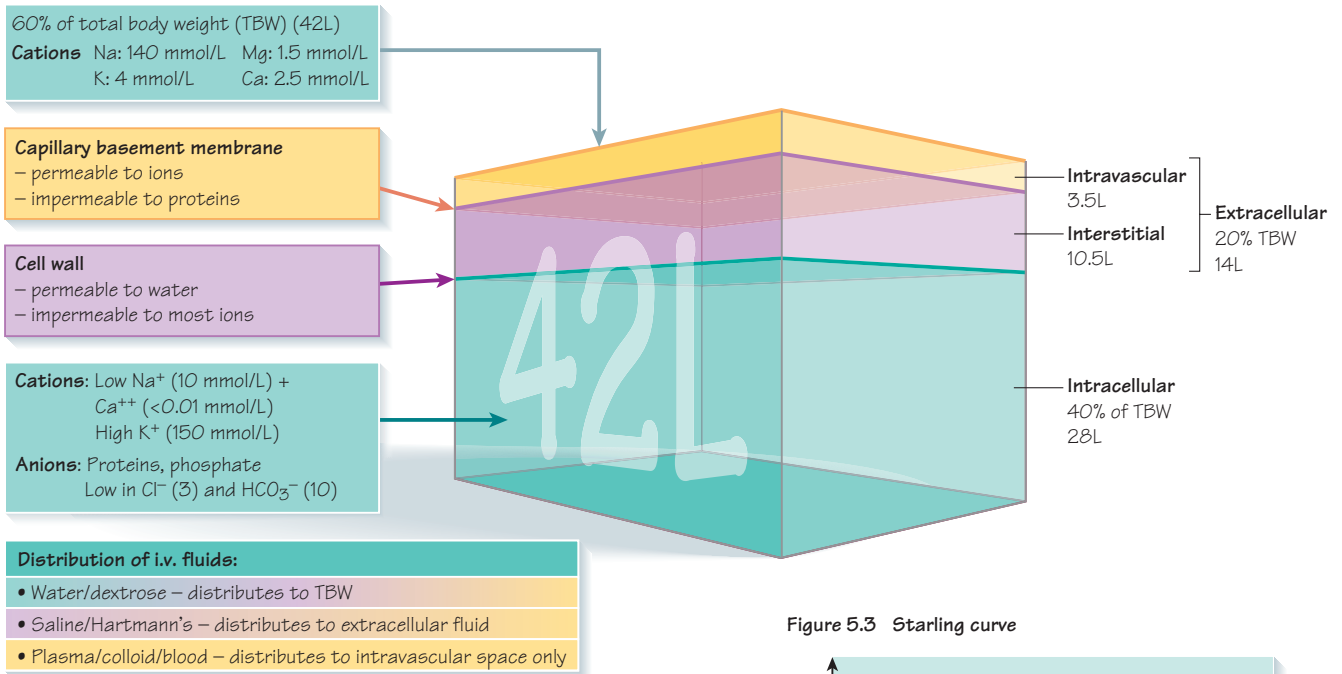 60% of total body weight (TBW) (42L)
Cations Na: 140 mmol/L Mg: 1.5 mmol/L
K: 4 mmol/L Ca: 2.5 mmol/L
Capillary basement membrane
– permeable to ions
– impermeable to proteins
Cell wall
– permeable to water
– impermeable to most ions
Cations: Low Na⁺ (10 mmol/L) +
Ca⁺⁺ (<0.01 mmol/L)
High K⁺ (150 mmol/L)
Anions: Proteins, phosphate
Low in Cl⁻ (3) and HCO₃⁻ (10)
42L
Intravascular
3.5L
Interstitial
10.5L
Extracellular
20% TBW
14L
Intracellular
40% of TBW
28L
Distribution of i.v. fluids:
• Water/dextrose – distributes to TBW
• Saline/Hartmann's – distributes to extracellular fluid
• Plasma/colloid/blood – distributes to intravascular space only
Figure 5.3 Starling curve